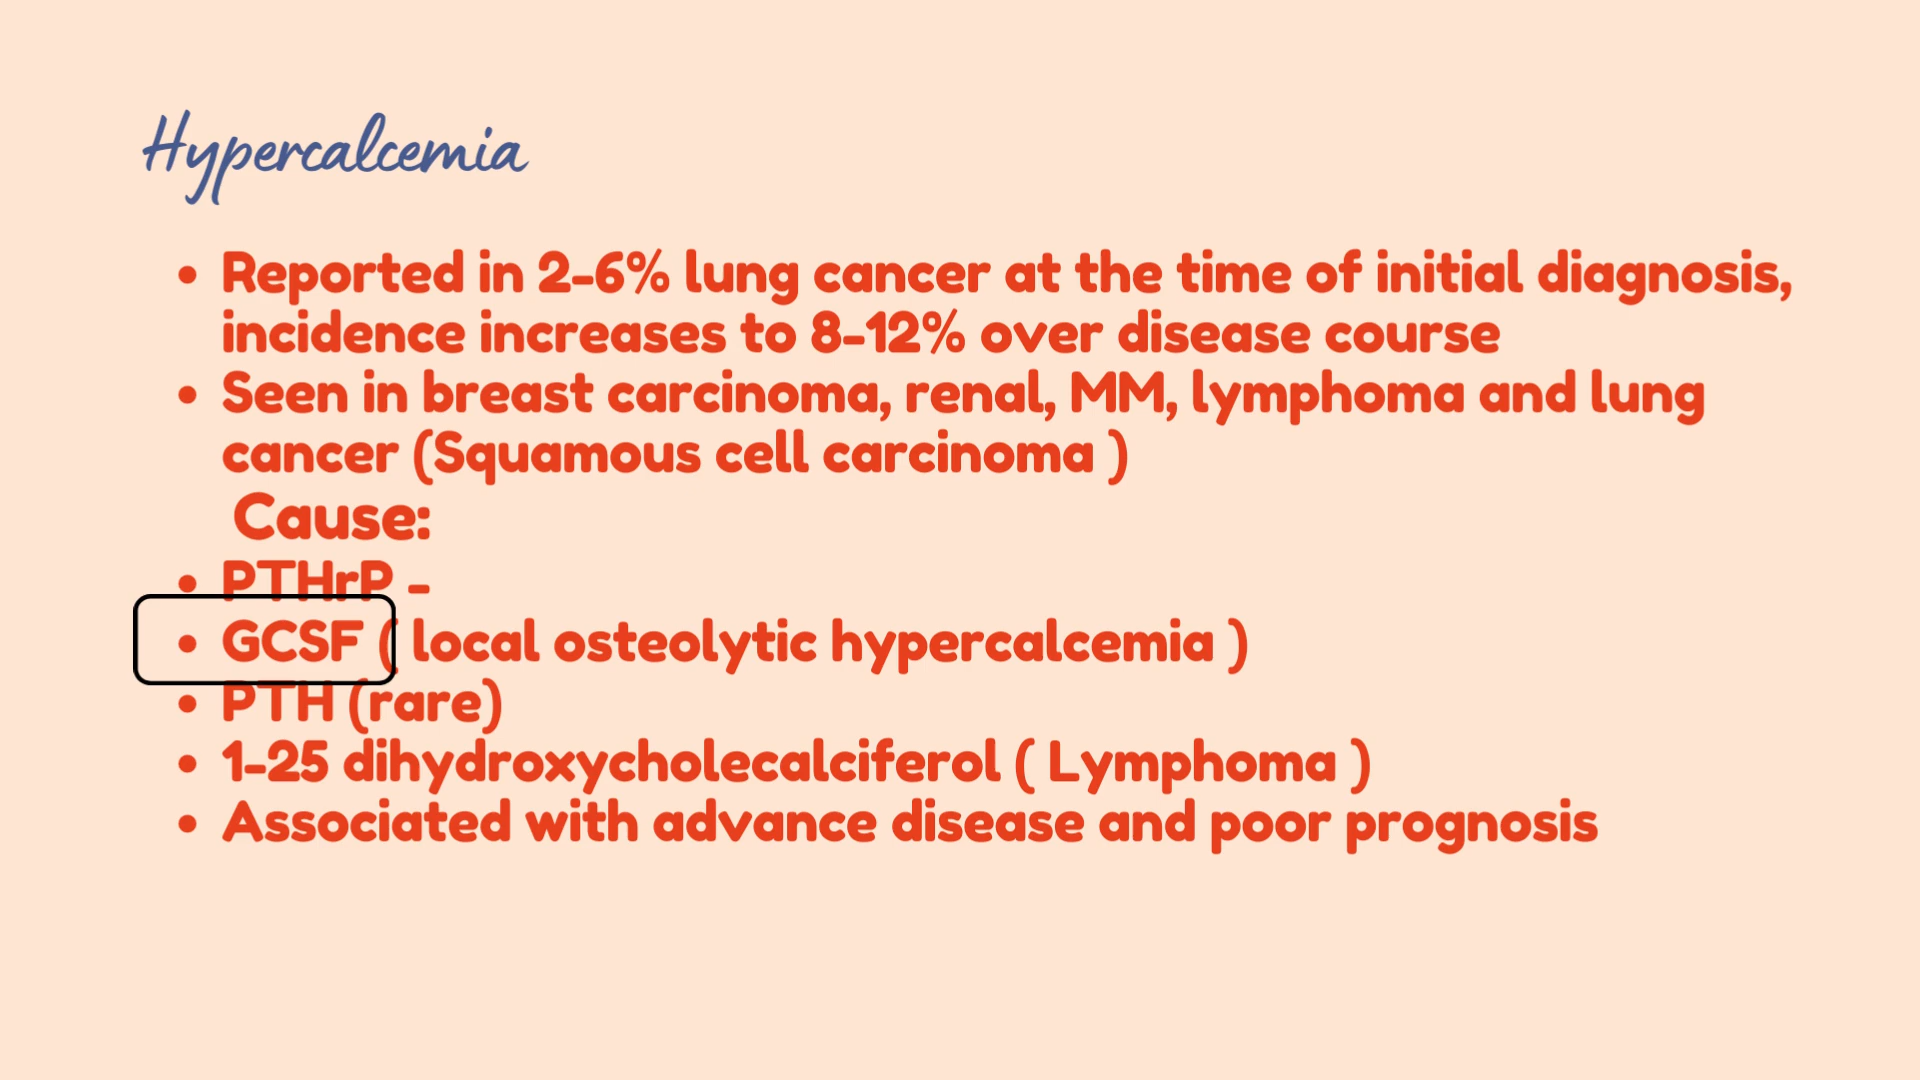 Hypercalcemia
• Reported in 2-6% lung cancer at the time of initial diagnosis,
incidence increases to 8-12% over disease course
• Seen in breast carcinoma, renal, MM, lymphoma and lung
cancer (Squamous cell carcinoma )
Cause:
• PTHrP -
• GCSF ( local osteolytic hypercalcemia )
• PTH (rare)
• 1-25 dihydroxycholecalciferol ( Lymphoma )
• Associated with advance disease and poor prognosis